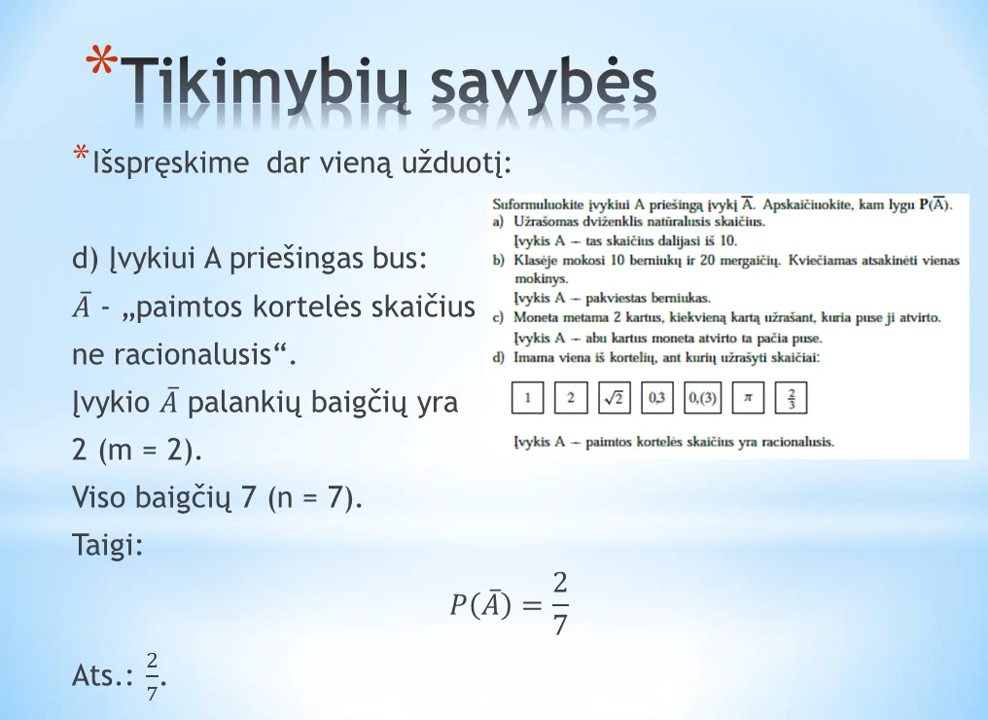 *Tikimybių savybės
*Išspręskime dar vieną užduotį:
d) Įvykiui A priešingas bus:
Ā - „paimtos kortelės skaičius
ne racionalusis“.
Įvykio Ā palankių baigčių yra
2 (m = 2).
Viso baigčių 7 (n = 7).
Taigi:
P(Ā) = 2/7
Ats.: 2/7.
Suformuluokite įvykiui A priešingą įvykį A̅. Apskaičiuokite, kam lygu P(A̅).
a) Užrašomas dviženklis natūralusis skaičius.
Įvykis A — tas skaičius dalijasi iš 10.
b) Klasėje mokosi 10 berniukų ir 20 mergaičių. Kviečiamas atsakinėti vienas
mokinys.
Įvykis A — pakviestas berniukas.
c) Moneta metama 2 kartus, kiekvieną kartą užrašant, kuria puse ji atvirto.
Įvykis A — abu kartus moneta atvirto ta pačia puse.
d) Imama viena iš kortelių, ant kurių užrašyti skaičiai:
1 2 √2 0,3 0,(3) π 2/3
Įvykis A — paimtos kortelės skaičius yra racionalusis.